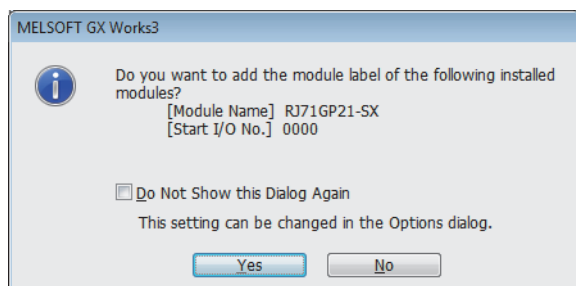 MELSOFT GX Works3
Do you want to add the module label of the following installed
modules?
[Module Name] RJ71GP21-SX
[Start I/O No.] 0000
Do Not Show this Dialog Again
This setting can be changed in the Options dialog.
Yes
No